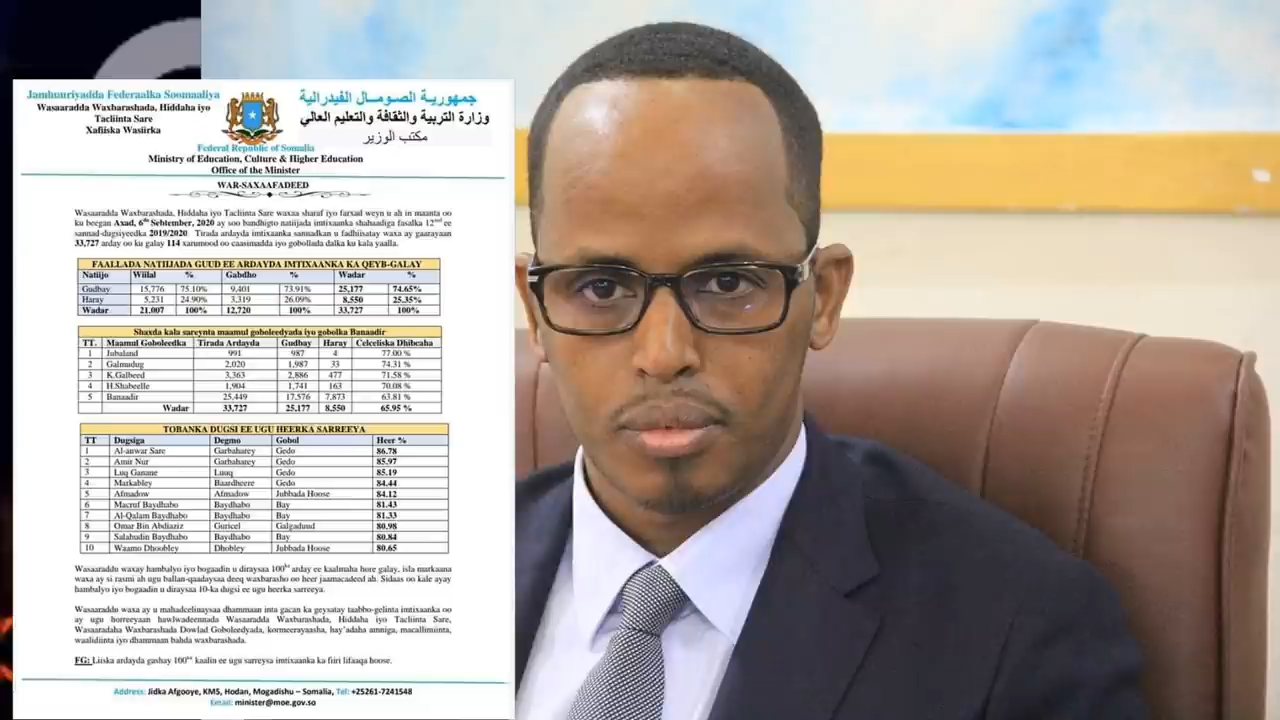 Jamhuuriyadda Federaalka Soomaaliya
Wasaaradda Waxbarashada, Hiddaha iyo
Tacliinta Sare
Xafiiska Wasiirka
جمهورية الصومال الفيدرالية
وزارة التربية والثقافة والتعليم العالي
مكتب الوزير
Federal Republic of Somalia
Ministry of Education, Culture & Higher Education
Office of the Minister
WAR-SAXAAFADEED
Wasaaradda Waxbarashada, Hiddaha iyo Tacliinta Sare waxaa sharaf iyo farxad weyn u ah in maanta oo
ku beegan Axad, 6th Sebtember, 2020 ay soo bandhigto natiijada imtixaanka shahaadiga fasalka 12nd ee
sannad-dugsiyeedka 2019/2020. Tirada ardayda imtixaanka sannadkan u fadhiisatay waxa ay gaarayaan
33,727 arday oo ku galay 114 xarumood oo caasimadda iyo gobollada dalka ku kala yaalla.
FAALLADA NATIIJADA GUUD EE ARDAYDA IMTIXAANKA KA QEYB-GALAY
Natiijo Wiilal % Gabdho % Wadar %
Gudbay 15,776 75.10% 9,401 73.91% 25,177 74.65%
Haray 5,231 24.90% 3,319 26.09% 8,550 25.35%
Wadar 21,007 100% 12,720 100% 33,727 100%
Shaxda kala sareynta maamul goboleedyada iyo gobolka Banaadir
TT. Maamul Goboleedka Tirada Ardayda Gudbay Haray Celceliska Dhibcaha
1 Jubaland 991 987 4 77.00 %
2 Galmudug 2,020 1,987 33 74.31 %
3 K.Galbeed 3,363 2,886 477 71.58 %
4 H.Shabeelle 1,904 1,741 163 70.08 %
5 Banaadir 25,449 17,576 7,873 63.81 %
Wadar 33,727 25,177 8,550 65.95 %
TOBANKA DUGSI EE UGU HEERKA SARREEYA
TT Dugsiga Degmo Gobol Heer %
1 Al-anwar Sare Garbaharey Gedo 86.78
2 Amir Nur Garbaharey Gedo 85.97
3 Luq Ganane Luuq Gedo 85.19
4 Markabley Baardheere Gedo 84.44
5 Afmadow Afmadow Jubbada Hoose 84.12
6 Macruf Baydhabo Baydhabo Bay 81.43
7 Al-Qalam Baydhabo Baydhabo Bay 81.33
8 Omar Bin Abdiaziz Guricel Galgaduud 80.98
9 Salahudin Baydhabo Baydhabo Bay 80.84
10 Waamo Dhoobley Dhobley Jubbada Hoose 80.65
Wasaaraddu waxay hambalyo iyo bogaadin u diraysaa 100ka arday ee kaalmaha hore galay, isla markaana
waxa ay si rasmi ah ugu ballan-qaadaysaa deeq waxbarasho oo heer jaamacadeed ah. Sidaas oo kale ayay
hambalyo iyo bogaadin u diraysaa 10-ka dugsi ee ugu heerka sarreeya.
Wasaaraddu waxa ay u mahadcelinaysaa dhammaan inta gacan ka geysatay taabbo-gelinta imtixaanka oo
ay ugu horreeyaan hawlwadeennada Wasaaradda Waxbarashada, Hiddaha iyo Tacliinta Sare,
Wasaaradaha Waxbarashada Dowlad Goboleedyada, kormeerayaasha, hay'adaha amniga, macallimiinta,
waalidiinta iyo dhammaan bahda waxbarashada.
FG: Liiska ardayda gashay 100ka kaalin ee ugu sarreysa imtixaanka ka fiiri lifaaqa hoose.
Address: Jidka Afgooye, KM5, Hodan, Mogadishu – Somalia, Tel: +25261-7241548
Email: minister@moe.gov.so